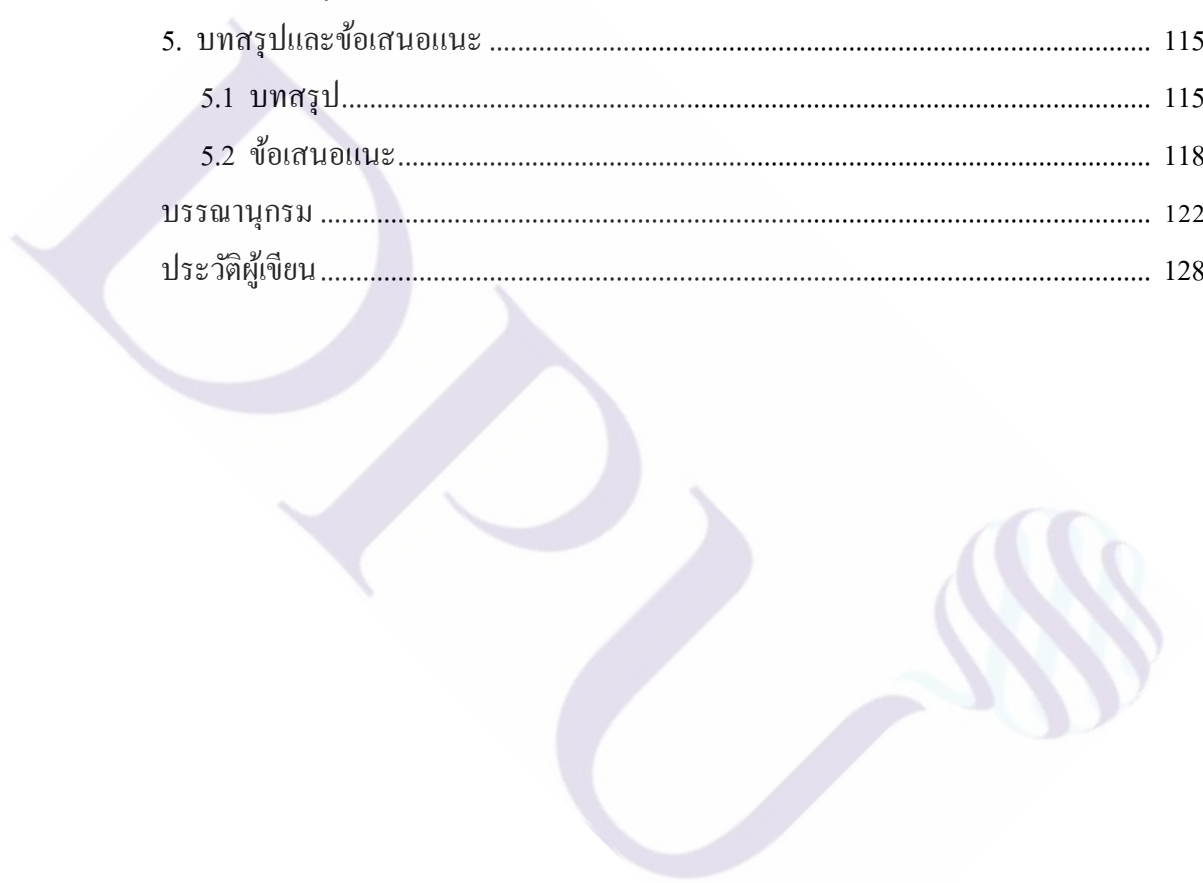 5. บทสรุปและข้อเสนอแนะ ........................................................ 115
5.1 บทสรุป ........................................................ 115
5.2 ข้อเสนอแนะ ........................................................ 118
บรรณานุกรม ........................................................ 122
ประวัติผู้เขียน ........................................................ 128
DPU